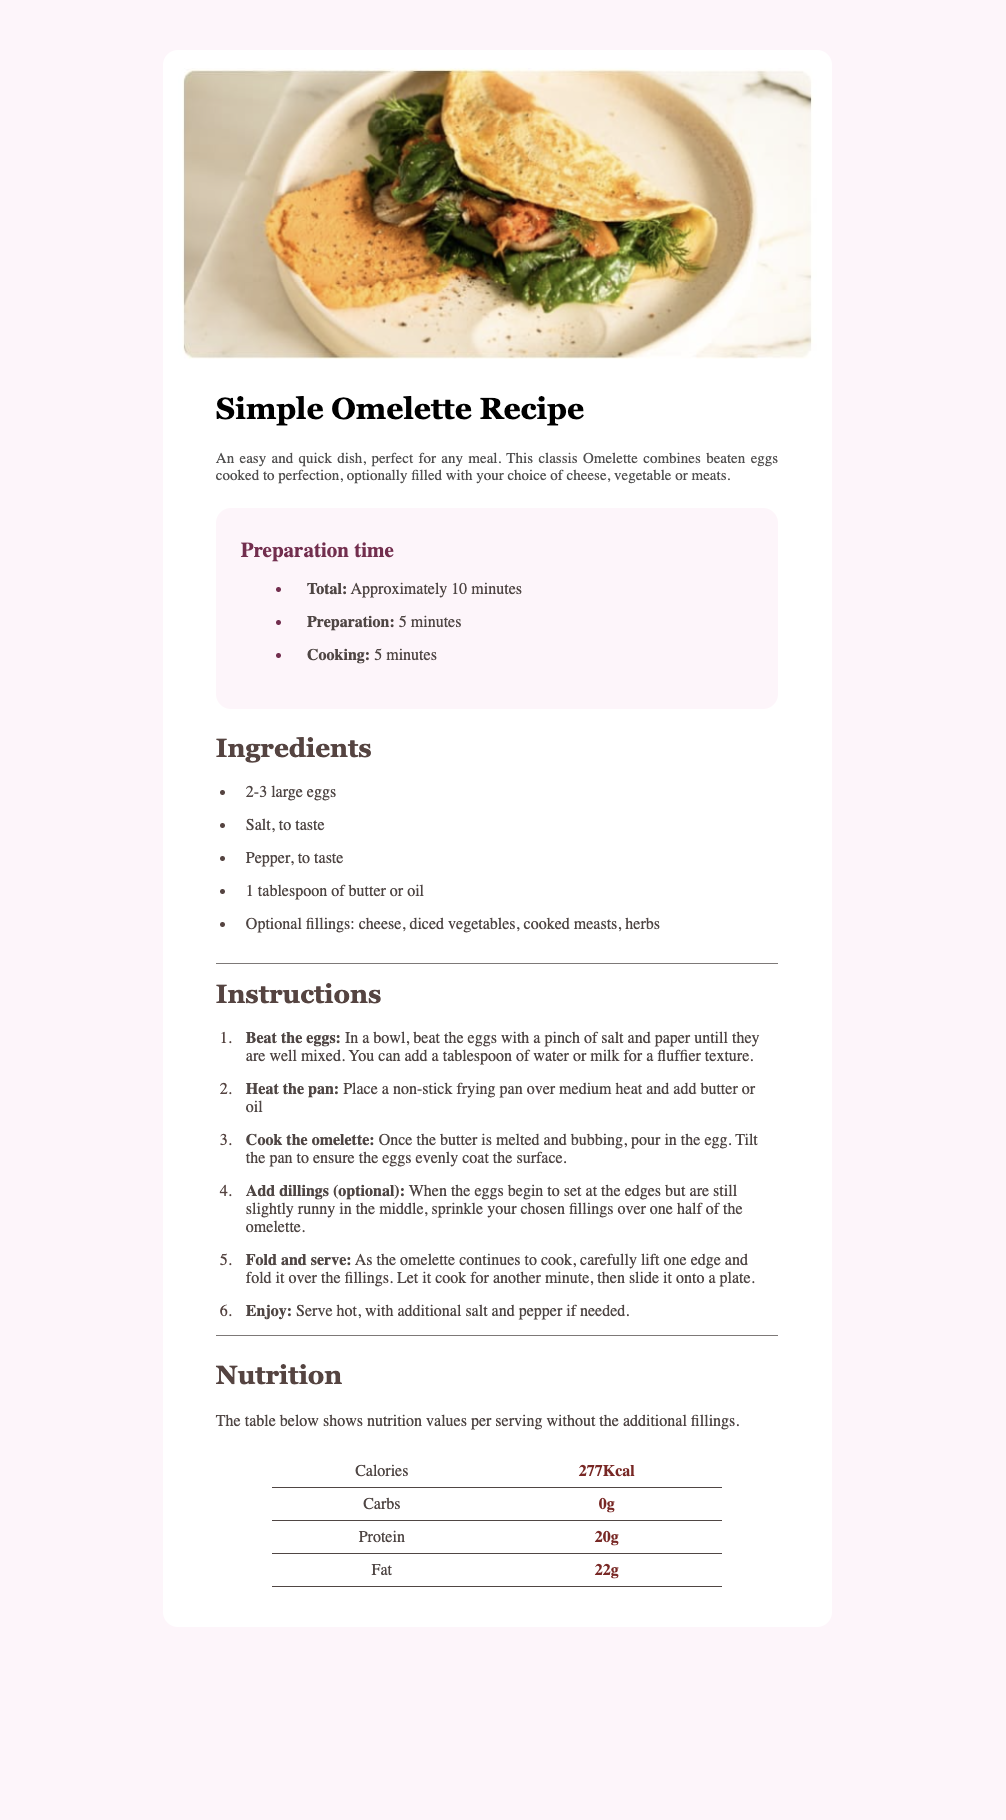 Simple Omelette Recipe
An easy and quick dish, perfect for any meal. This classis Omelette combines beaten eggs
cooked to perfection, optionally filled with your choice of cheese, vegetable or meats.
Preparation time
• Total: Approximately 10 minutes
• Preparation: 5 minutes
• Cooking: 5 minutes
Ingredients
• 2-3 large eggs
• Salt, to taste
• Pepper, to taste
• 1 tablespoon of butter or oil
• Optional fillings: cheese, diced vegetables, cooked measts, herbs
Instructions
1. Beat the eggs: In a bowl, beat the eggs with a pinch of salt and paper untill they
are well mixed. You can add a tablespoon of water or milk for a fluffier texture.
2. Heat the pan: Place a non-stick frying pan over medium heat and add butter or
oil
3. Cook the omelette: Once the butter is melted and bubbing, pour in the egg. Tilt
the pan to ensure the eggs evenly coat the surface.
4. Add dillings (optional): When the eggs begin to set at the edges but are still
slightly runny in the middle, sprinkle your chosen fillings over one half of the
omelette.
5. Fold and serve: As the omelette continues to cook, carefully lift one edge and
fold it over the fillings. Let it cook for another minute, then slide it onto a plate.
6. Enjoy: Serve hot, with additional salt and pepper if needed.
Nutrition
The table below shows nutrition values per serving without the additional fillings.
Calories 277Kcal
Carbs 0g
Protein 20g
Fat 22g